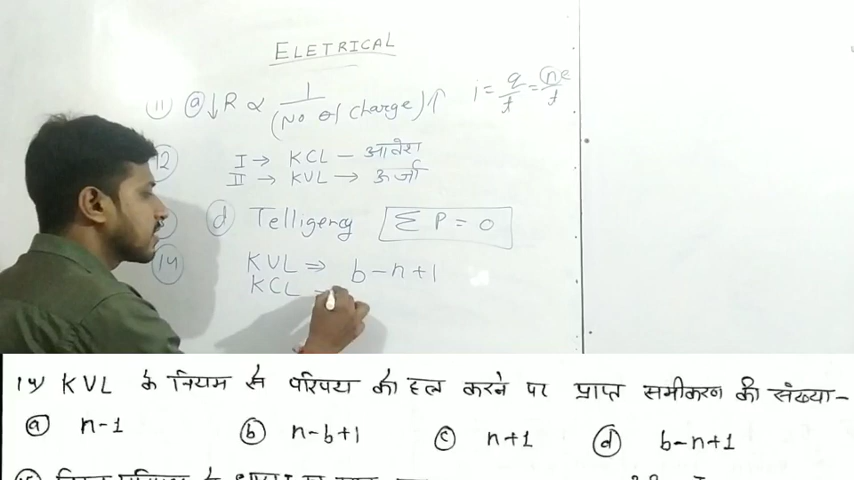 ELETRICAL
11 a ↓R ∝ 1/(No of charge)↑ i = q/t = ne/t
12 I → KCL – आवेश
II → KVL → ऊर्जा
d Telligency Σ P = 0
14 KVL ⇒ b-n+1
KCL
14) KVL के नियम से परिपथ को हल करने पर प्राप्त समीकरण की संख्या-
a n-1 b n-b+1 c n+1 d b-n+1